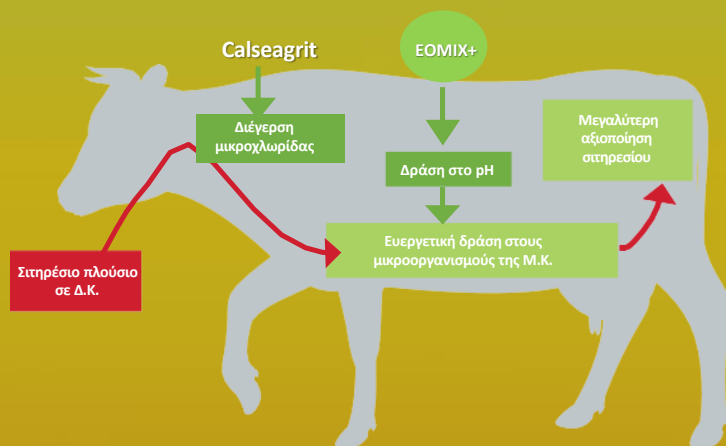 Calseagrit
EOMIX+
Διέγερση
μικροχλωρίδας
Δράση στο pH
Μεγαλύτερη
αξιοποίηση
σιτηρεσίου
Ευεργετική δράση στους
μικροοργανισμούς της Μ.Κ.
Σιτηρέσιο πλούσιο
σε Δ.Κ.